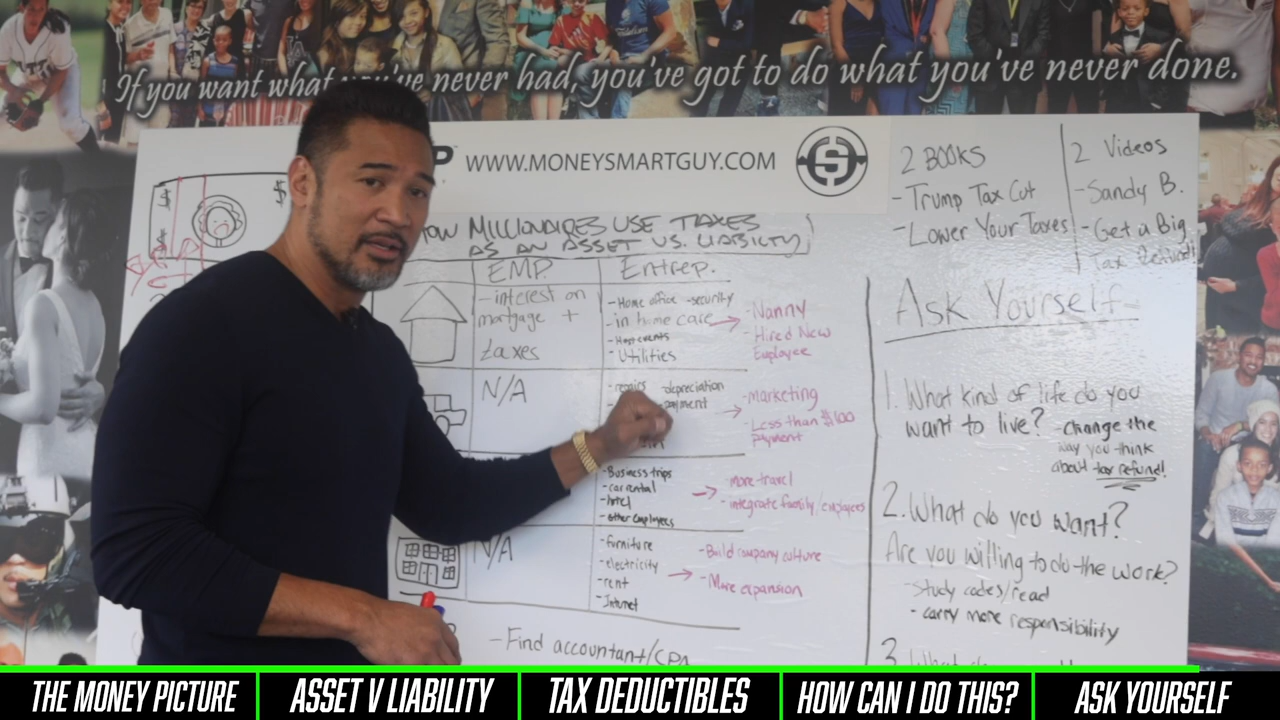 If you want what you've never had, you've got to do what you've never done.
WWW.MONEYSMARTGUY.COM
$
2 BOOKS
- Trump Tax Cut
- Lower Your Taxes
2 Videos
- Sandy B.
- Get a Big
Tax Refund!
HOW MILLIONAIRES USE TAXES
AS AN ASSET VS. LIABILITY
EMP
Entrep.
- interest on
mortgage +
taxes
- Home office - security
- in home care
- Host events
- Utilities
- Nanny
- Hired New
Employee
N/A
- repairs - depreciation
payment
- Marketing
- Less than $100
payment
- Business trips
- car rental
- hotel
- other employees
- more travel
- integrate family/employees
N/A
- furniture
- electricity
- rent
- Internet
- Build company culture
- More expansion
- Find accountant/CPA
Ask Yourself
1. What kind of life do you
want to live?
- Change the
way you think
about tax refund!
2. What do you want?
Are you willing to do the work?
- Study codes/read
- carry more responsibility
3. What
THE MONEY PICTURE
ASSET V LIABILITY
TAX DEDUCTIBLES
HOW CAN I DO THIS?
ASK YOURSELF